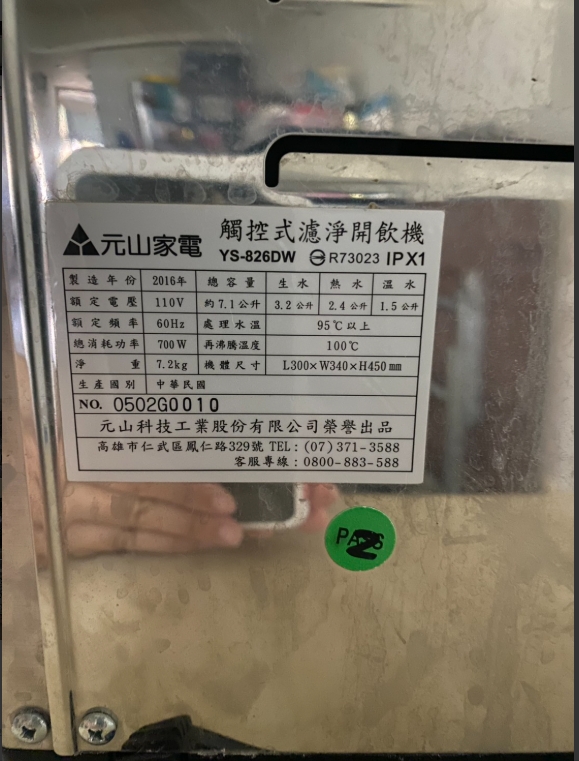 元山家電 觸控式濾淨開飲機
YS-826DW R73023 IPX1
製造年份 2016年 總容量 生水 熱水 溫水
額定電壓 110V 約7.1公升 3.2公升 2.4公升 1.5公升
額定頻率 60Hz 處理水溫 95℃以上
總消耗功率 700W 再沸騰溫度 100℃
淨重 7.2kg 機體尺寸 L300×W340×H450㎜
生產國別 中華民國
NO. 0502G0010
元山科技工業股份有限公司榮譽出品
高雄市仁武區鳳仁路329號 TEL:(07)371-3588
客服專線:0800-883-588
PASS
2